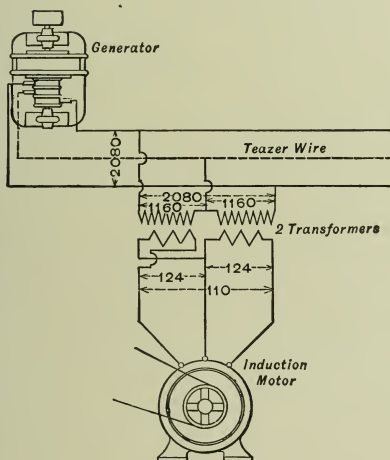 Generator
2080
Teazer Wire
2080
1160 1160
2 Transformers
124 124
110
Induction
Motor